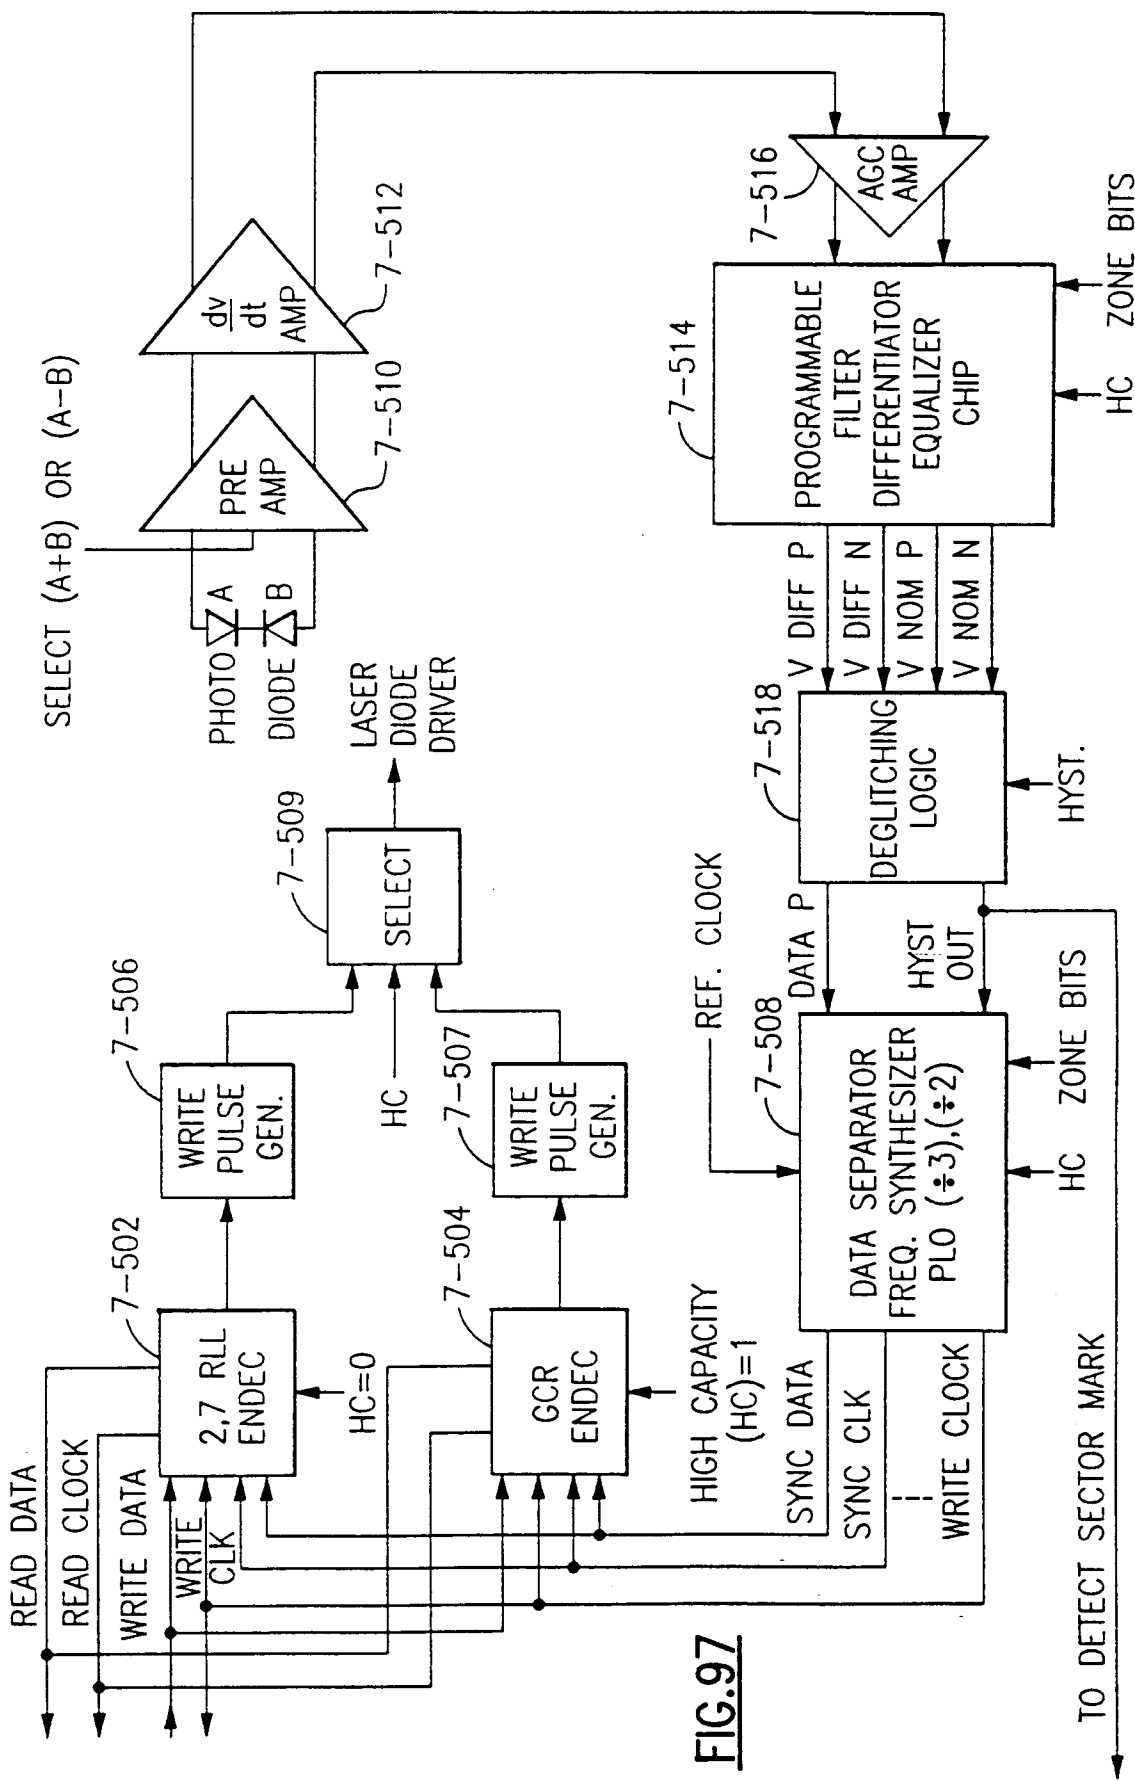 READ DATA
READ CLOCK
WRITE DATA
WRITE
CLK
7-502
2,7 RLL
ENDEC
HC=0
7-506
WRITE
PULSE
GEN.
7-504
GCR
ENDEC
HIGH CAPACITY
(HC)=1
7-507
WRITE
PULSE
GEN.
HC
7-509
SELECT
LASER
DIODE
DRIVER
SELECT (A+B) OR (A-B)
PHOTO
DIODE
A
B
PRE
AMP
7-510
dv
dt
AMP
7-512
7-516
AGC
AMP
7-514
PROGRAMMABLE
FILTER
DIFFERENTIATOR
EQUALIZER
CHIP
HC
ZONE BITS
V DIFF P
V DIFF N
V NOM P
V NOM N
7-518
DEGLITCHING
LOGIC
HYST.
REF. CLOCK
DATA P
HYST
OUT
7-508
DATA SEPARATOR
FREQ. SYNTHESIZER
PLO (÷3),(÷2)
HC
ZONE BITS
SYNC DATA
SYNC CLK
WRITE CLOCK
TO DETECT SECTOR MARK
FIG.97